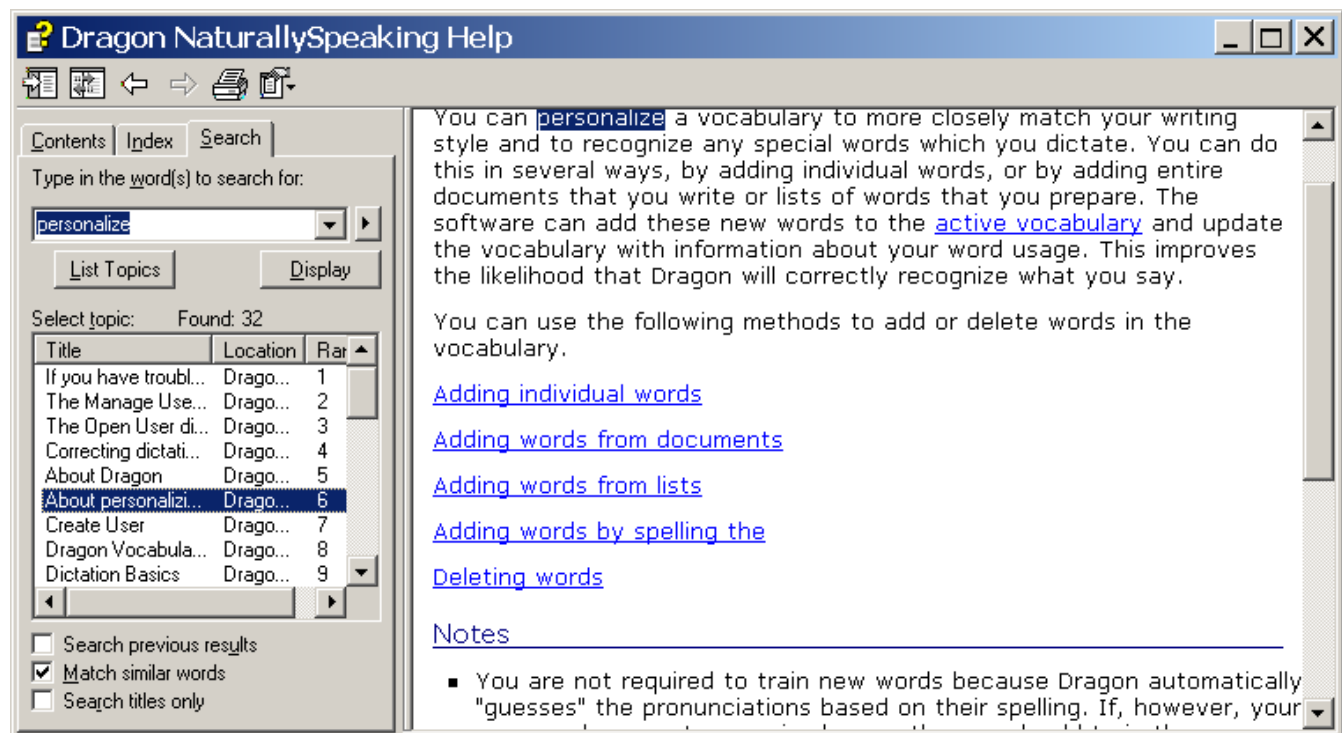 Dragon NaturallySpeaking Help
Contents Index Search
Type in the word(s) to search for:
personalize
List Topics Display
Select topic: Found: 32
Title Location Rar
If you have troubl... Drago... 1
The Manage Use... Drago... 2
The Open User di... Drago... 3
Correcting dictati... Drago... 4
About Dragon Drago... 5
About personalizi... Drago... 6
Create User Drago... 7
Dragon Vocabula... Drago... 8
Dictation Basics Drago... 9
Search previous results
Match similar words
Search titles only
You can personalize a vocabulary to more closely match your writing
style and to recognize any special words which you dictate. You can do
this in several ways, by adding individual words, or by adding entire
documents that you write or lists of words that you prepare. The
software can add these new words to the active vocabulary and update
the vocabulary with information about your word usage. This improves
the likelihood that Dragon will correctly recognize what you say.
You can use the following methods to add or delete words in the
vocabulary.
Adding individual words
Adding words from documents
Adding words from lists
Adding words by spelling the
Deleting words
Notes
You are not required to train new words because Dragon automatically
"guesses" the pronunciations based on their spelling. If, however, your